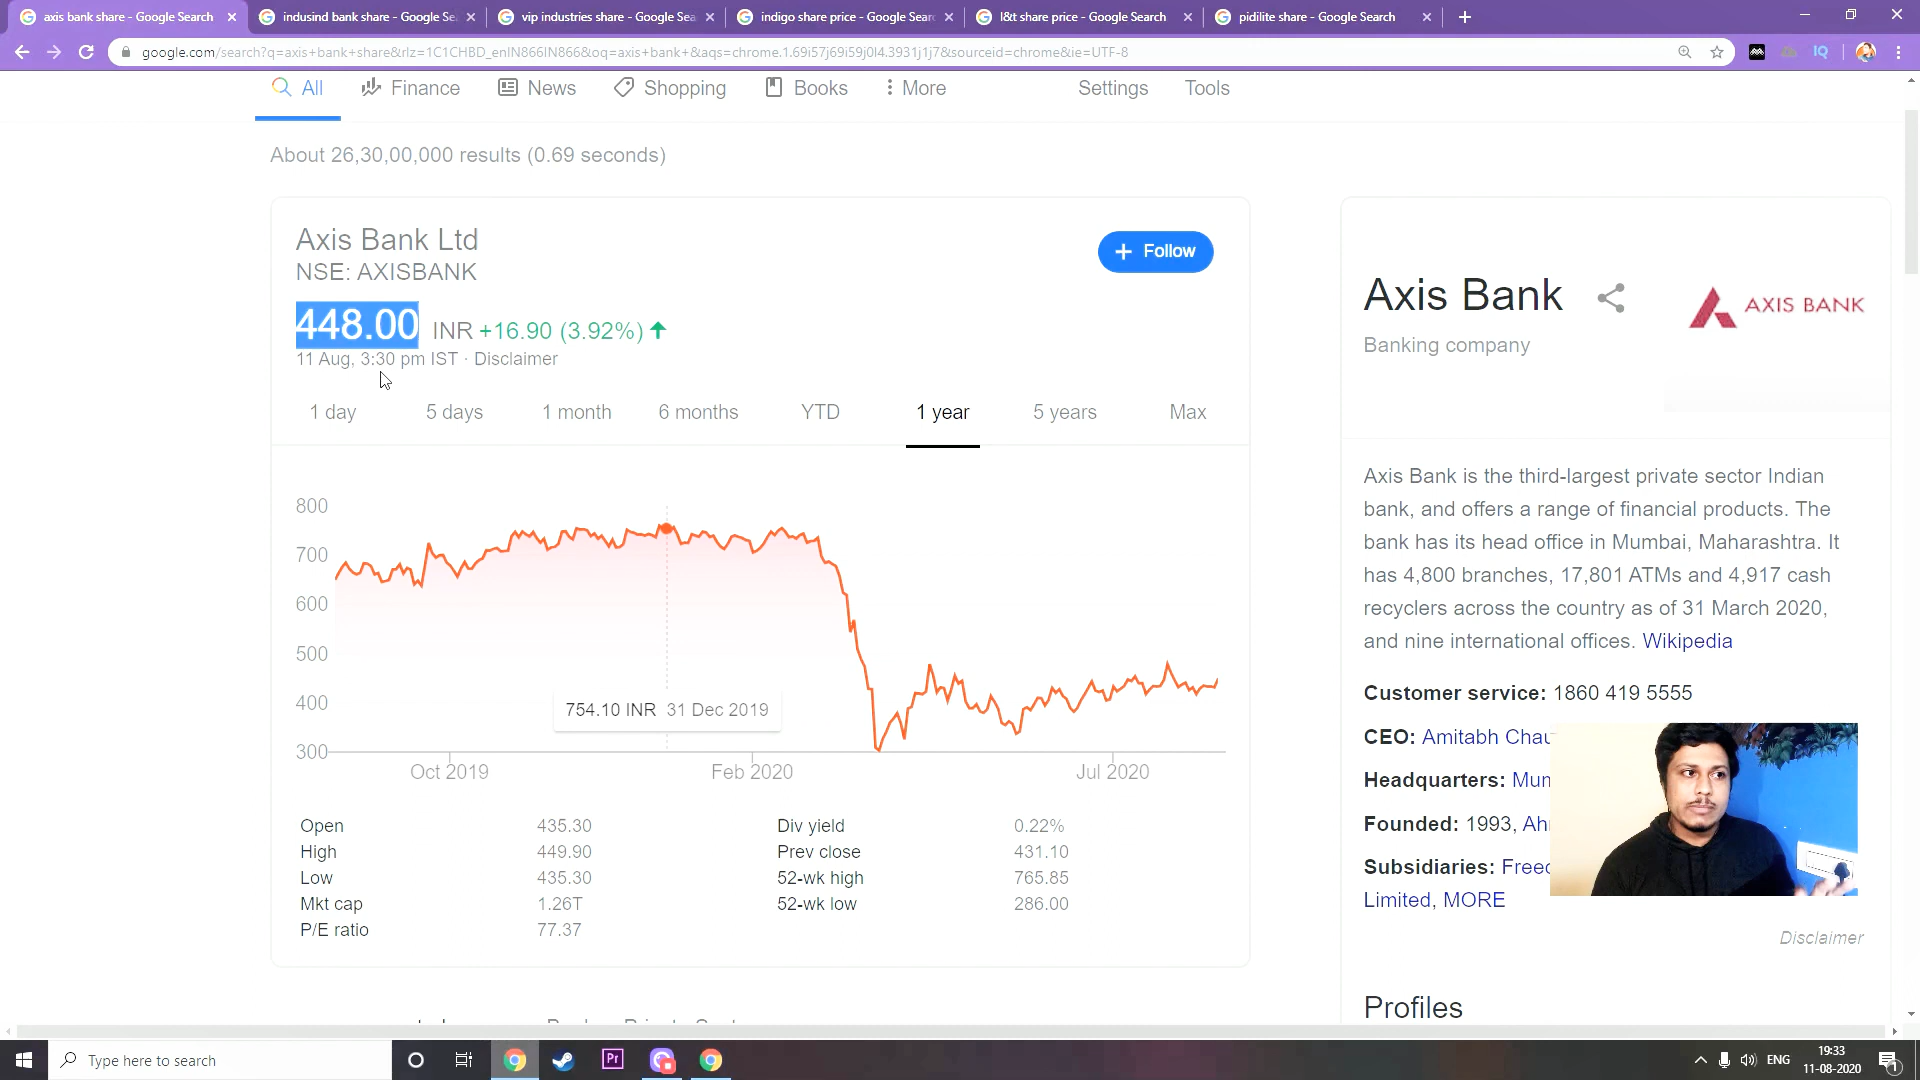 axis bank share - Google Search
indusind bank share - Google Se
vip industries share - Google Sea
indigo share price - Google Searc
l&t share price - Google Search
pidilite share - Google Search
google.com/search?q=axis+bank+share&rlz=1C1CHBD_enIN866IN866&oq=axis+bank+&aqs=chrome.1.69i57j69i59j0l4.3931j1j7&sourceid=chrome&ie=UTF-8
IQ
All Finance News Shopping Books More Settings Tools
About 26,30,00,000 results (0.69 seconds)
Axis Bank Ltd
NSE: AXISBANK
+ Follow
448.00 INR +16.90 (3.92%)
11 Aug, 3:30 pm IST · Disclaimer
1 day 5 days 1 month 6 months YTD 1 year 5 years Max
800
700
600
500
400
300
754.10 INR 31 Dec 2019
Oct 2019 Feb 2020 Jul 2020
Open 435.30 Div yield 0.22%
High 449.90 Prev close 431.10
Low 435.30 52-wk high 765.85
Mkt cap 1.26T 52-wk low 286.00
P/E ratio 77.37
Axis Bank
AXIS BANK
Banking company
Axis Bank is the third-largest private sector Indian
bank, and offers a range of financial products. The
bank has its head office in Mumbai, Maharashtra. It
has 4,800 branches, 17,801 ATMs and 4,917 cash
recyclers across the country as of 31 March 2020,
and nine international offices. Wikipedia
Customer service: 1860 419 5555
CEO: Amitabh Chau
Headquarters: Mum
Founded: 1993, Ah
Subsidiaries: Freec
Limited, MORE
Disclaimer
Profiles
Type here to search
Pr
ENG
19:33
11-08-2020
1